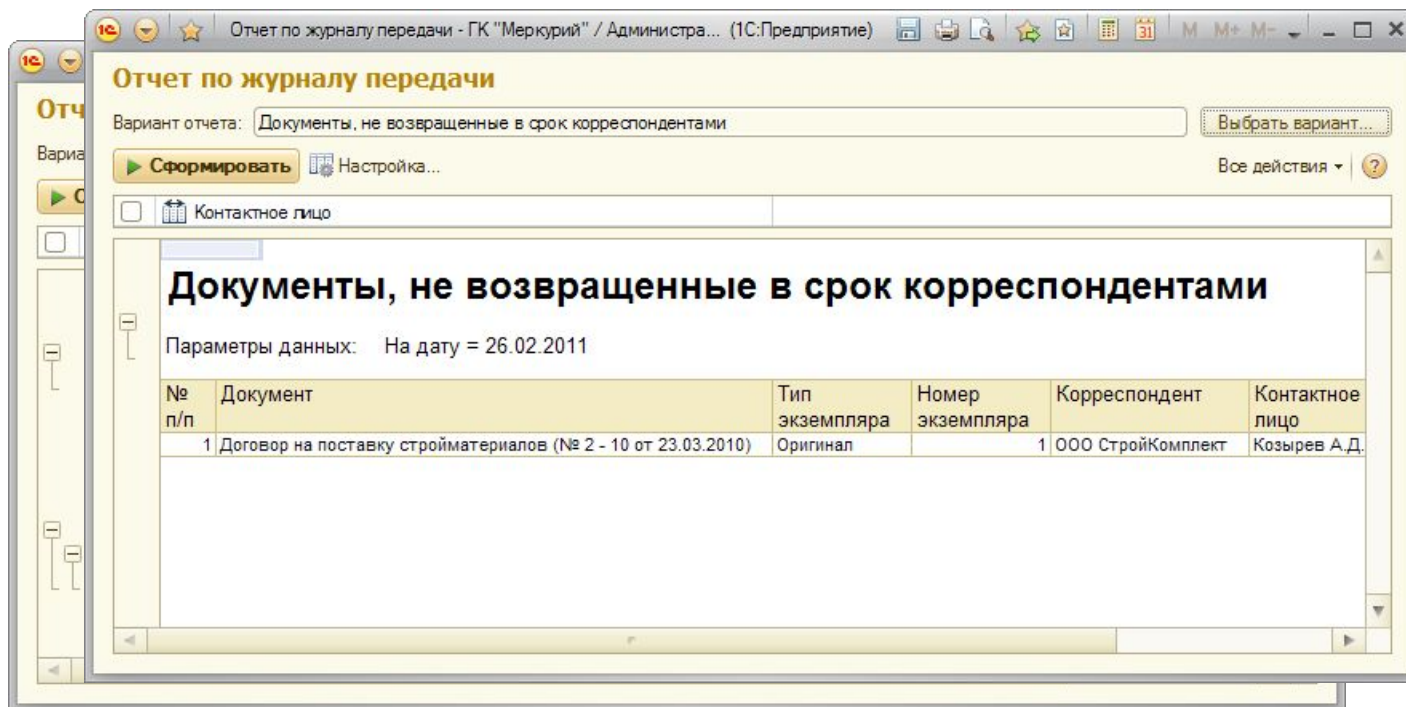 Отчет по журналу передачи - ГК "Меркурий" / Администра... (1С:Предприятие)
31 M M+ M-
Отчет по журналу передачи
Вариант отчета: Документы, не возвращенные в срок корреспондентами Выбрать вариант...
Сформировать Настройка... Все действия ?
Контактное лицо
Документы, не возвращенные в срок корреспондентами
Параметры данных: На дату = 26.02.2011
№ п/п Документ Тип экземпляра Номер экземпляра Корреспондент Контактное лицо
1 Договор на поставку стройматериалов (№ 2 - 10 от 23.03.2010) Оригинал 1 ООО СтройКомплект Козырев А.Д.